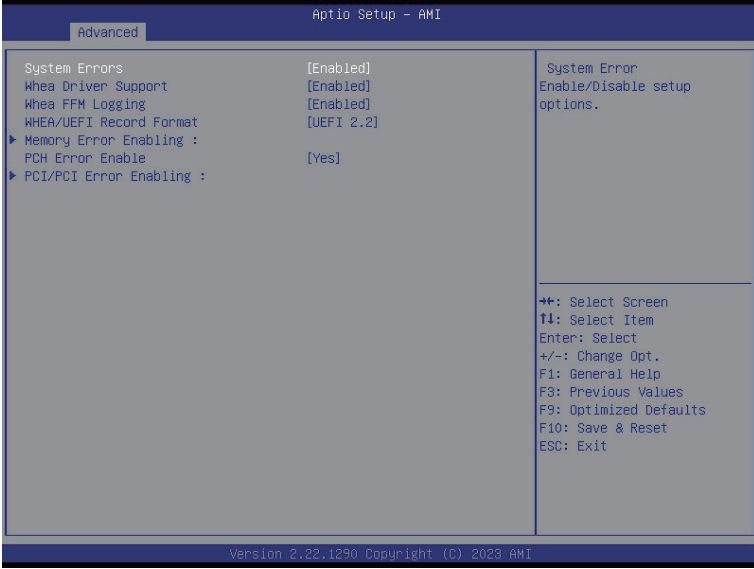 Aptio Setup – AMI
Advanced
System Errors [Enabled]
Whea Driver Support [Enabled]
Whea FFM Logging [Enabled]
WHEA/UEFI Record Format [UEFI 2.2]
Memory Error Enabling :
PCH Error Enable [Yes]
PCI/PCI Error Enabling :
System Error
Enable/Disable setup
options.
→←: Select Screen
↑↓: Select Item
Enter: Select
+/-: Change Opt.
F1: General Help
F3: Previous Values
F9: Optimized Defaults
F10: Save & Reset
ESC: Exit
Version 2.22.1290 Copyright (C) 2023 AMI